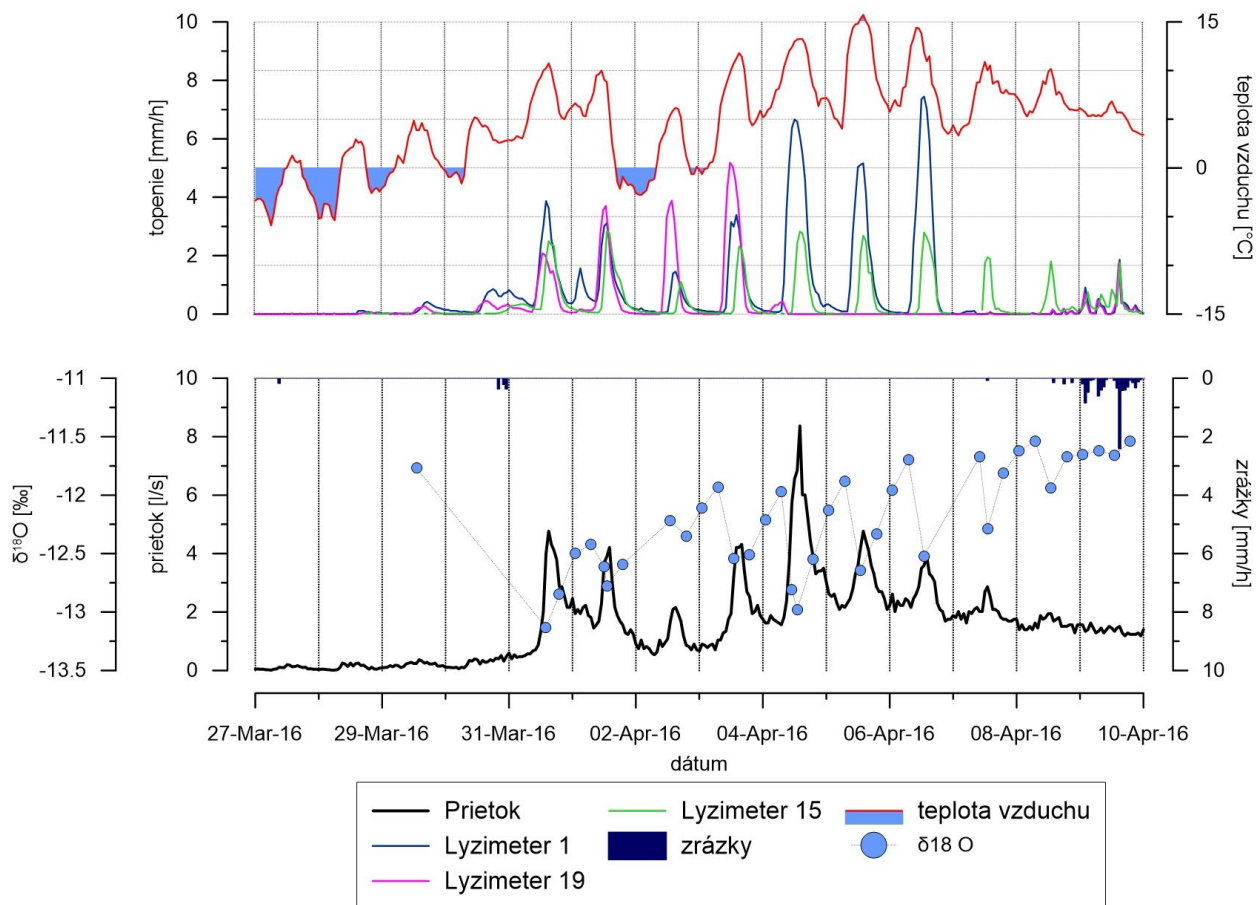 10
8
6
4
2
0
topenie [mm/h]
15
0
-15
teplota
vzduchu [°C]
-11
-11.5
-12
-12.5
-13
-13.5
δ¹⁸O [‰]
10
8
6
4
2
0
prietok [l/s]
0
2
4
6
8
10
zrážky [mm/h]
27-Mar-16 29-Mar-16 31-Mar-16 02-Apr-16 04-Apr-16 06-Apr-16 08-Apr-16 10-Apr-16
dátum
Prietok Lyzimeter 15 teplota vzduchu
Lyzimeter 1 zrázky δ18 O
Lyzimeter 19